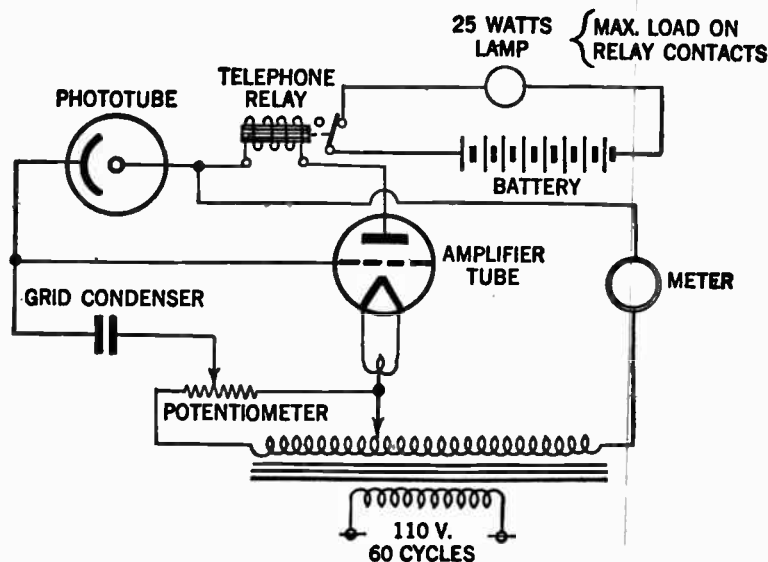 25 WATTS
LAMP
MAX. LOAD ON
RELAY CONTACTS
TELEPHONE
RELAY
PHOTOTUBE
BATTERY
AMPLIFIER
TUBE
METER
GRID CONDENSER
POTENTIOMETER
110 V.
60 CYCLES